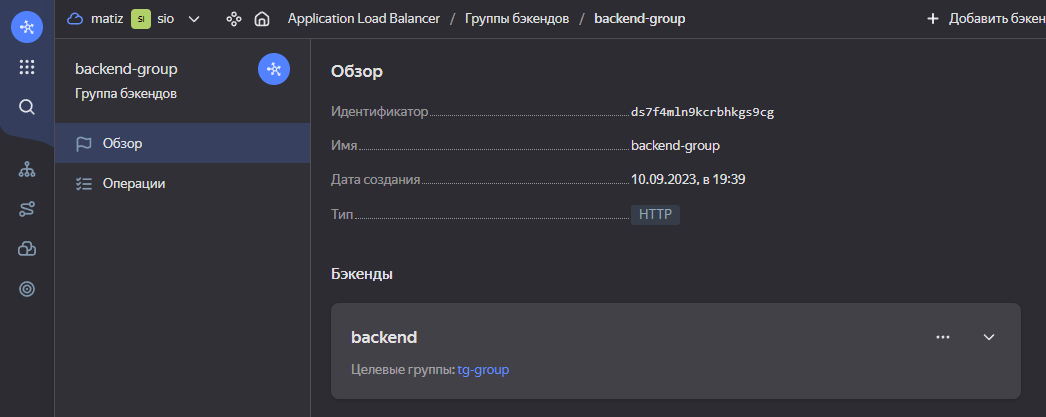 matiz SI sio Application Load Balancer / Группы бэкендов / backend-group + Добавить бэкен
backend-group
Группа бэкендов
Обзор
Операции
Обзор
Идентификатор ds7f4mln9kcrbhkgs9cg
Имя backend-group
Дата создания 10.09.2023, в 19:39
Тип HTTP
Бэкенды
backend
Целевые группы: tg-group